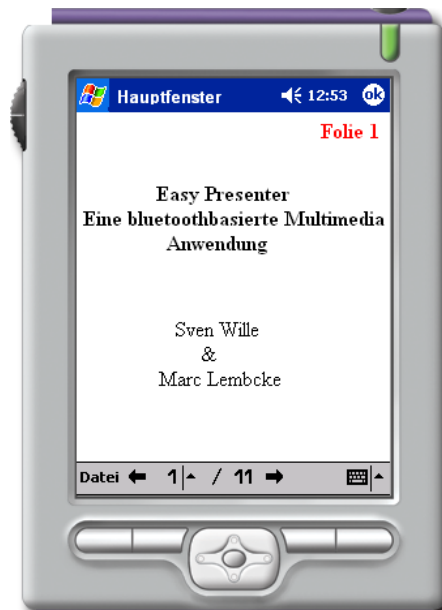 Hauptfenster 12:53 ok
Folie 1
Easy Presenter
Eine bluetoothbasierte Multimedia
Anwendung
Sven Wille
&
Marc Lembcke
Datei 1 / 11